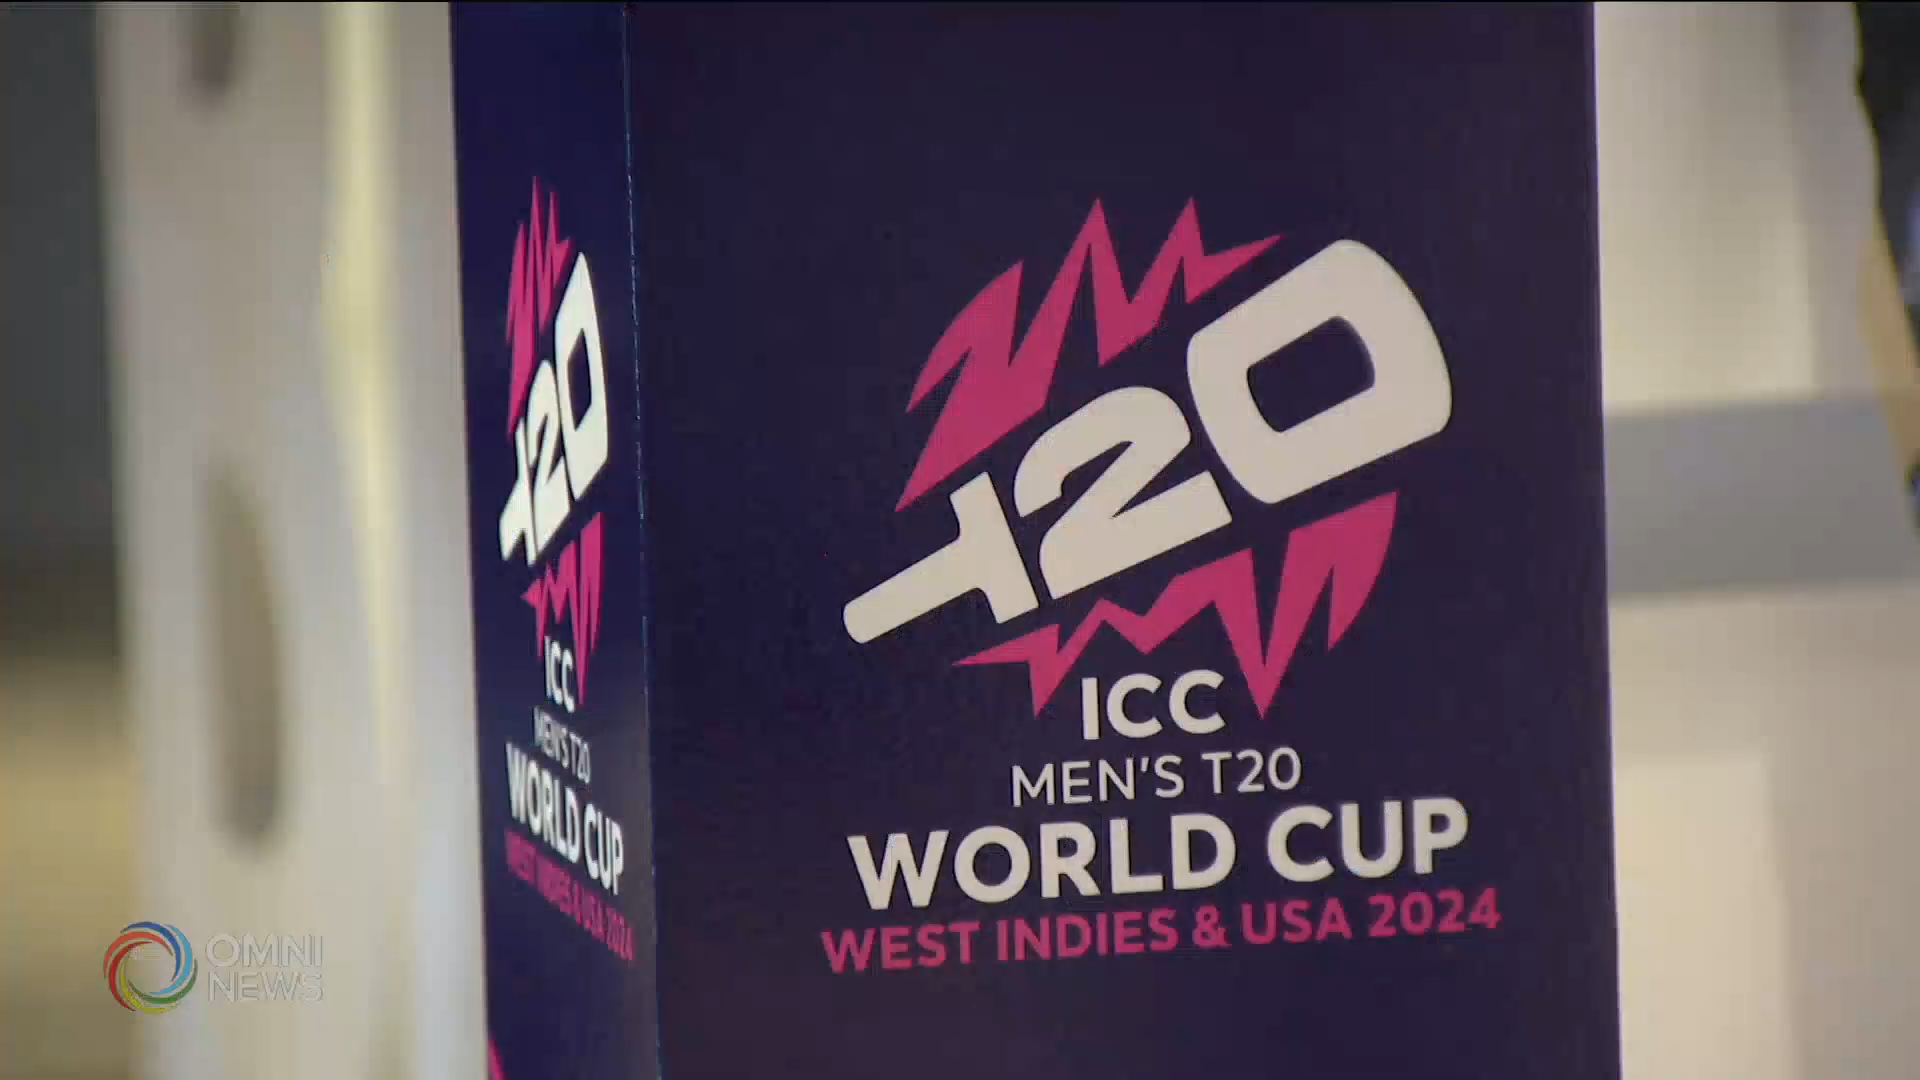 T20
ICC
MEN'S T20
WORLD CUP
WEST INDIES & USA 2024
T20
ICC
MEN'S T20
WORLD CUP
WEST INDIES & USA 2024
OMNI
NEWS